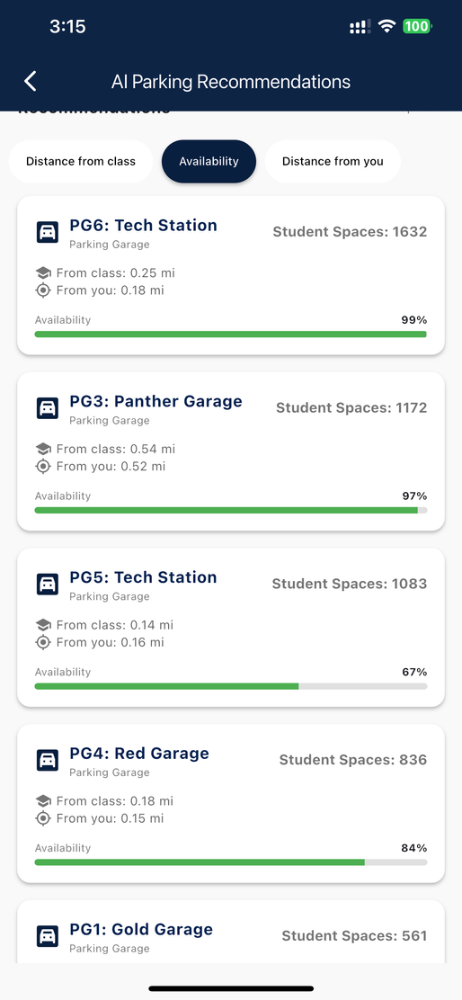 3:15
100
AI Parking Recommendations
Recommendations
Distance from class
Availability
Distance from you
PG6: Tech Station
Student Spaces: 1632
Parking Garage
From class: 0.25 mi
From you: 0.18 mi
Availability
99%
PG3: Panther Garage
Student Spaces: 1172
Parking Garage
From class: 0.54 mi
From you: 0.52 mi
Availability
97%
PG5: Tech Station
Student Spaces: 1083
Parking Garage
From class: 0.14 mi
From you: 0.16 mi
Availability
67%
PG4: Red Garage
Student Spaces: 836
Parking Garage
From class: 0.18 mi
From you: 0.15 mi
Availability
84%
PG1: Gold Garage
Student Spaces: 561
Parking Garage